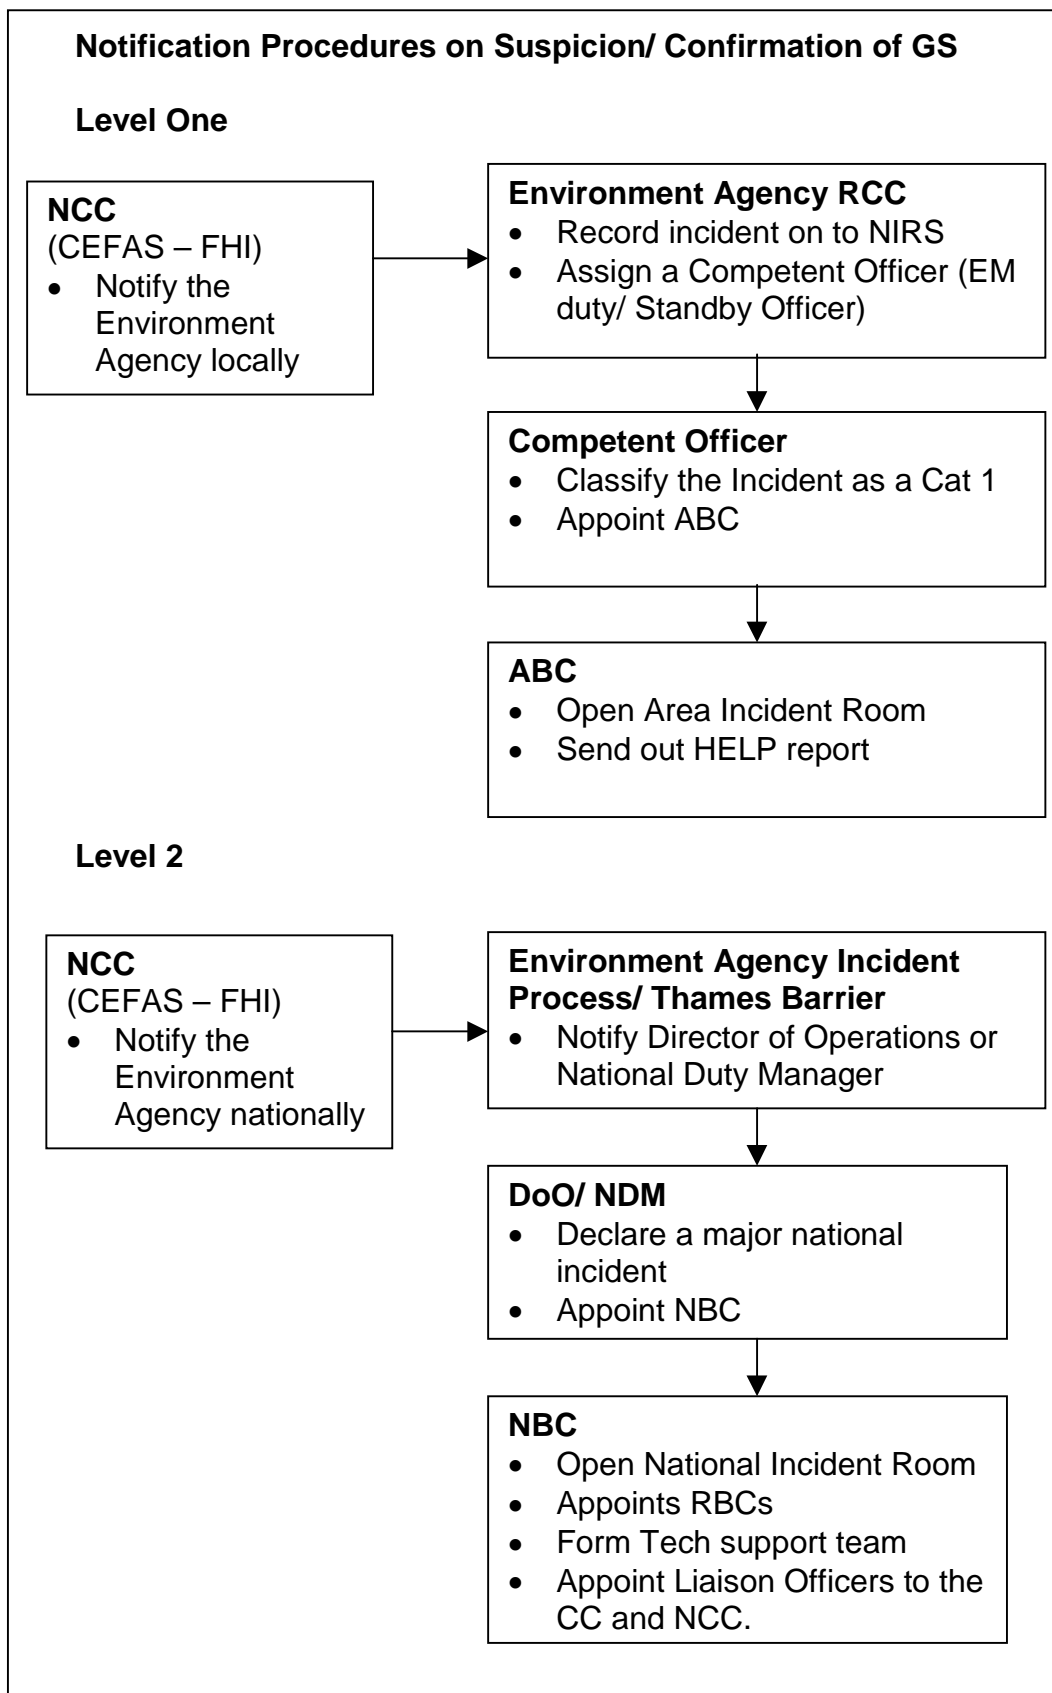 Notification Procedures on Suspicion/ Confirmation of GS
Level One
NCC
(CEFAS – FHI)
• Notify the
Environment
Agency locally
Environment Agency RCC
• Record incident on to NIRS
• Assign a Competent Officer (EM
duty/ Standby Officer)
Competent Officer
• Classify the Incident as a Cat 1
• Appoint ABC
ABC
• Open Area Incident Room
• Send out HELP report
Level 2
NCC
(CEFAS – FHI)
• Notify the
Environment
Agency nationally
Environment Agency Incident
Process/ Thames Barrier
• Notify Director of Operations or
National Duty Manager
DoO/ NDM
• Declare a major national
incident
• Appoint NBC
NBC
• Open National Incident Room
• Appoints RBCs
• Form Tech support team
• Appoint Liaison Officers to the
CC and NCC.